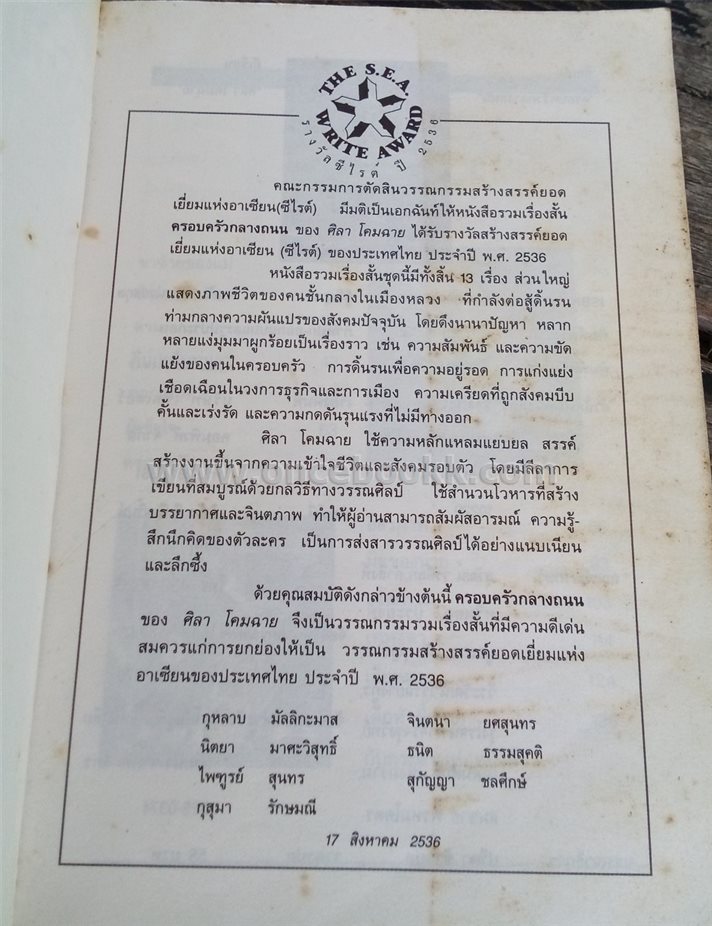 THE S.E.A.
WRITE AWARD
รางวัลซีไรต์ ปี 2536
คณะกรรมการตัดสินวรรณกรรมสร้างสรรค์ยอด
เยี่ยมแห่งอาเซียน(ซีไรต์) มีมติเป็นเอกฉันท์ให้หนังสือรวมเรื่องสั้น
ครอบครัวกลางถนน ของ ศิลา โคมฉาย ได้รับรางวัลสร้างสรรค์ยอด
เยี่ยมแห่งอาเซียน (ซีไรต์) ของประเทศไทย ประจำปี พ.ศ. 2536
หนังสือรวมเรื่องสั้นชุดนี้มีทั้งสิ้น 13 เรื่อง ส่วนใหญ่
แสดงภาพชีวิตของคนชั้นกลางในเมืองหลวง ที่กำลังต่อสู้ดิ้นรน
ท่ามกลางความผันแปรของสังคมปัจจุบัน โดยดึงนานาปัญหา หลาก
หลายแง่มุมมาผูกร้อยเป็นเรื่องราว เช่น ความสัมพันธ์ และความขัด
แย้งของคนในครอบครัว การดิ้นรนเพื่อความอยู่รอด การแก่งแย่ง
เชือดเฉือนในวงการธุรกิจและการเมือง ความเครียดที่ถูกสังคมบีบ
คั้นและเร่งรัด และความกดดันรุนแรงที่ไม่มีทางออก
ศิลา โคมฉาย ใช้ความหลักแหลมแยบยล สรรค์
สร้างงานขึ้นจากความเข้าใจชีวิตและสังคมรอบตัว โดยมีลีลาการ
เขียนที่สมบูรณ์ด้วยกลวิธีทางวรรณศิลป์ ใช้สำนวนโวหารที่สร้าง
บรรยากาศและจินตภาพ ทำให้ผู้อ่านสามารถสัมผัสอารมณ์ ความรู้-
สึกนึกคิดของตัวละคร เป็นการส่งสารวรรณศิลป์ได้อย่างแนบเนียน
และลึกซึ้ง
ด้วยคุณสมบัติดังกล่าวข้างต้นนี้ ครอบครัวกลางถนน
ของ ศิลา โคมฉาย จึงเป็นวรรณกรรมรวมเรื่องสั้นที่มีความดีเด่น
สมควรแก่การยกย่องให้เป็น วรรณกรรมสร้างสรรค์ยอดเยี่ยมแห่ง
อาเซียนของประเทศไทย ประจำปี พ.ศ. 2536
กุหลาบ มัลลิกะมาส จินตนา ยศสุนทร
นิตยา มาศะวิสุทธิ์ ธนิต ธรรมสุคติ
ไพฑูรย์ สุนทร สุกัญญา ชลศึกษ์
กุสุมา รักษมณี
17 สิงหาคม 2536